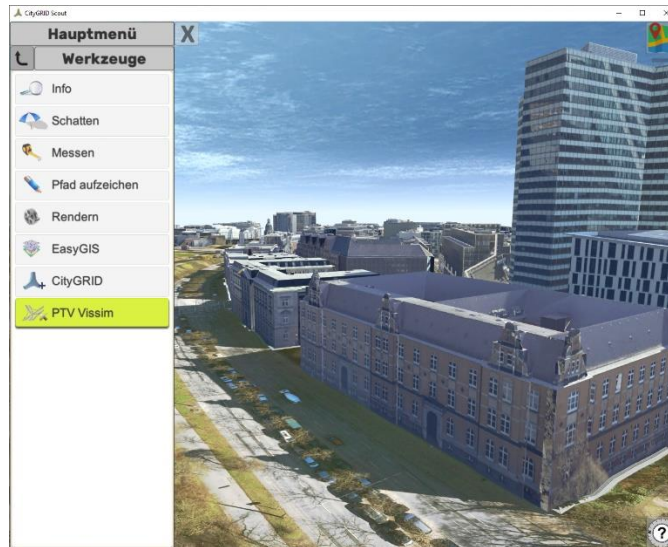 CityGRID Scout
Hauptmenü
X
Werkzeuge
Info
Schatten
Messen
Pfad aufzeichen
Rendern
EasyGIS
CityGRID
PTV Vissim
?